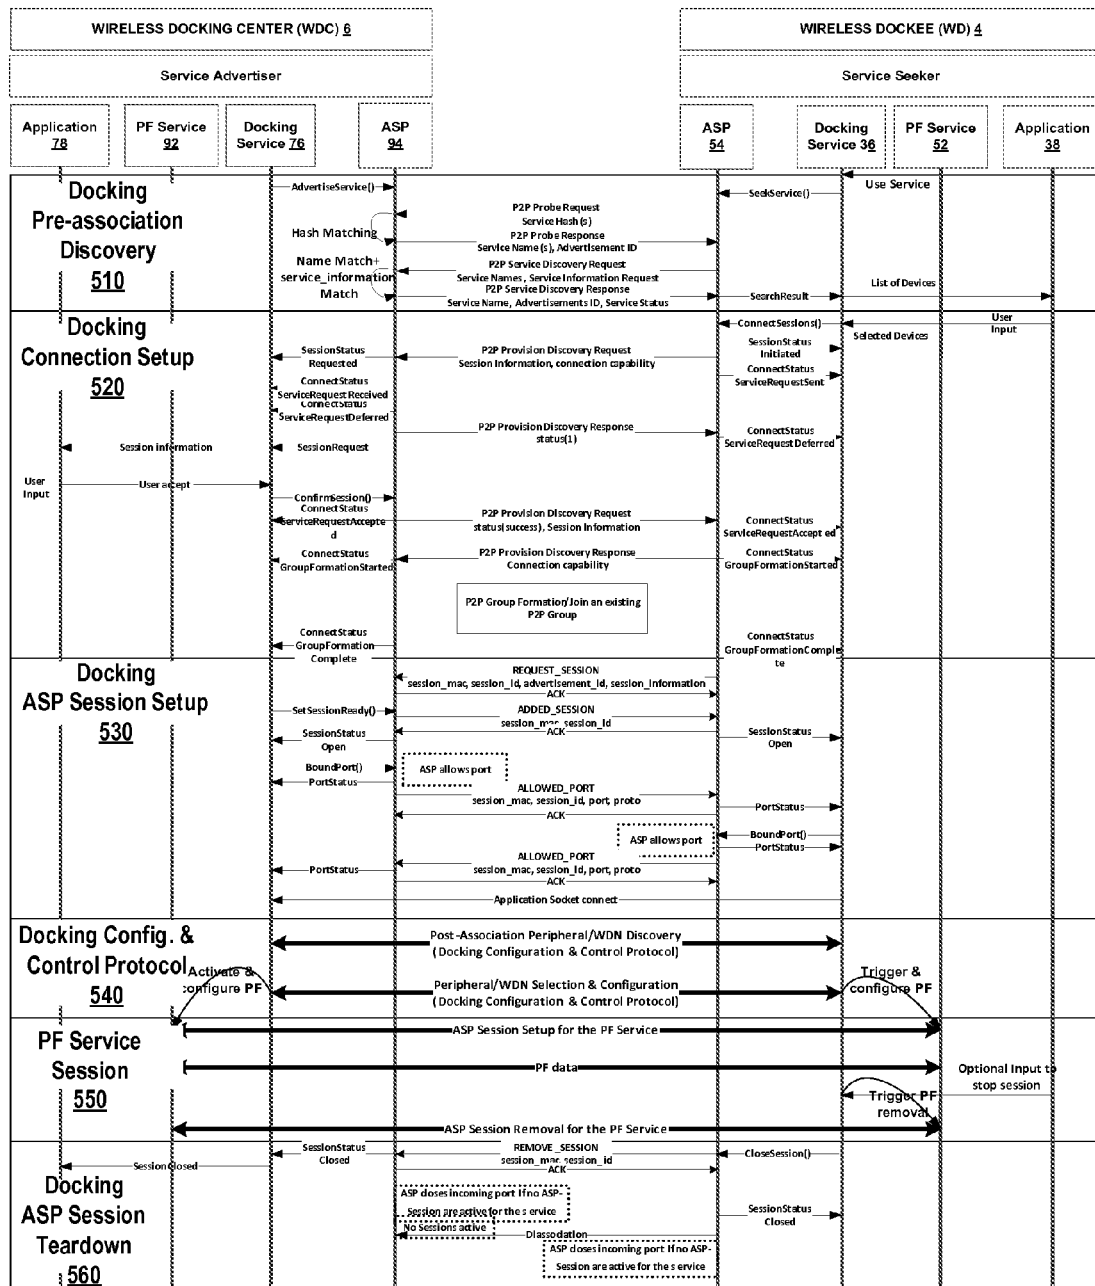 WIRELESS DOCKING CENTER (WDC) 6
WIRELESS DOCKEE (WD) 4
Service Advertiser
Service Seeker
Application
78
PF Service
92
Docking
Service 76
ASP
94
ASP
54
Docking
Service 36
PF Service
52
Application
38
Docking
Pre-association
Discovery
510
AdvertiseService()
Use Service
SeekService()
P2P Probe Request
Service Hash(s)
Hash Matching
P2P Probe Response
Service Name(s), Advertisement ID
Name Match+
service_information
Match
P2P Service Discovery Request
Service Names, Service Information Request
P2P Service Discovery Response
Service Name, Advertisements ID, Service Status
SearchResult
List of Devices
Docking
Connection Setup
520
ConnectSessions()
Selected Devices
User
Input
SessionStatus
Initiated
SessionStatus
Requested
P2P Provision Discovery Request
Session Information, connection capability
ConnectStatus
ServiceRequestSent
ConnectStatus
ServiceRequestReceived
ConnectStatus
ServiceRequestDeferred
P2P Provision Discovery Response
status(1)
ConnectStatus
ServiceRequestDeferred
Session information
SessionRequest
User
Input
User accept
ConfirmSession()
ConnectStatus
ServiceRequestAccepte
d
P2P Provision Discovery Request
status(success), Session Information
ConnectStatus
ServiceRequestAccepted
ConnectStatus
GroupFormationStarted
P2P Provision Discovery Response
Connection capability
ConnectStatus
GroupFormationStarted
P2P Group Formation/Join an existing
P2P Group
ConnectStatus
GroupFormation
Complete
ConnectStatus
GroupFormationComple
te
Docking
ASP Session Setup
530
REQUEST_SESSION
session_mac, session_id, advertisement_id, session_information
ACK
SetSessionReady()
ADDED_SESSION
session_mac, session_id
ACK
SessionStatus
Open
SessionStatus
Open
BoundPort()
ASP allows port
PortStatus
ALLOWED_PORT
session_mac, session_id, port, proto
PortStatus
ACK
ASP allows port
BoundPort()
PortStatus
ALLOWED_PORT
session_mac, session_id, port, proto
PortStatus
ACK
Application Socket connect
Docking Config. &
Control Protocol
540
Post-Association Peripheral/WDN Discovery
(Docking Configuration & Control Protocol)
Activate &
configure PF
Peripheral/WDN Selection & Configuration
(Docking Configuration & Control Protocol)
Trigger &
configure PF
PF Service
Session
550
ASP Session Setup for the PF Service
PF data
Optional Input to
stop session
Trigger PF
removal
ASP Session Removal for the PF Service
Docking
ASP Session
Teardown
560
SessionStatus
Closed
REMOVE_SESSION
session_mac, session_id
CloseSession()
SessionClosed
ACK
ASP closes incoming port If no ASP-
Session are active for the service
SessionStatus
Closed
No Sessions active
Disassociation
ASP closes incoming port If no ASP-
Session are active for the service